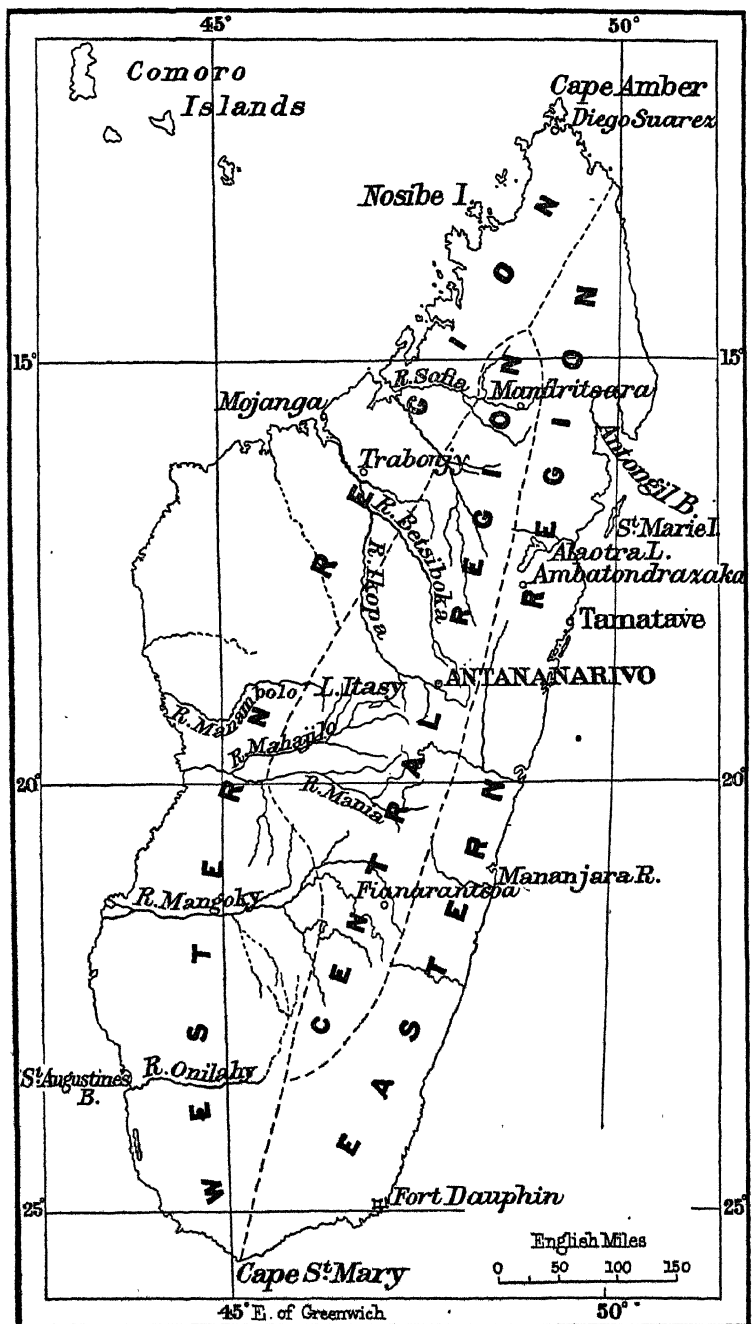 45° 50°
Comoro
Islands
Cape Amber
Diego Suarez
Nosibe I.
15° 15°
R. Sofia
Mandritsara
Mojanga
Trabonjy
Antongil B.
R. Betsiboka
R. Ikopa
St. Marie I.
Alaotra L.
Ambatondrazaka
Tamatave
ANTANANARIVO
L. Itasy
R. Manambolo
R. Mahajilo
20° 20°
R. Mania
Mananjara R.
Fianarantsoa
R. Mangoky
WESTERN REGION
CENTRAL REGION
EASTERN REGION
R. Onilahy
St. Augustine's
B.
Fort Dauphin
25° 25°
English Miles
0 50 100 150
Cape St. Mary
45° E. of Greenwich 50°